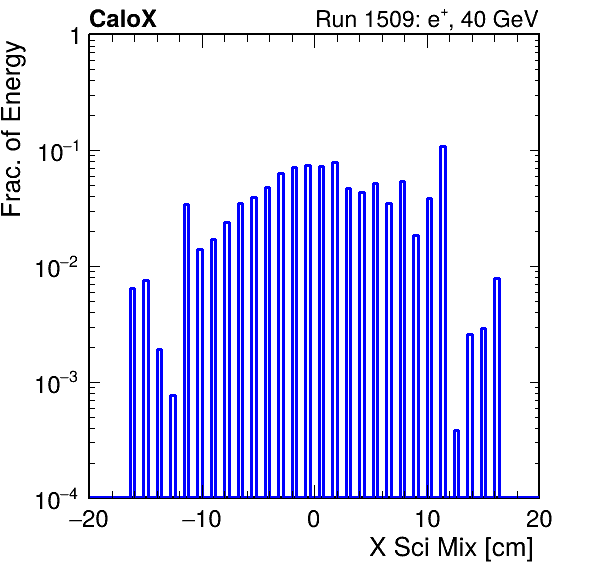 CaloX Run 1509: e⁺, 40 GeV
Frac. of Energy
1
10⁻¹
10⁻²
10⁻³
10⁻⁴
−20 −10 0 10 20
X Sci Mix [cm]